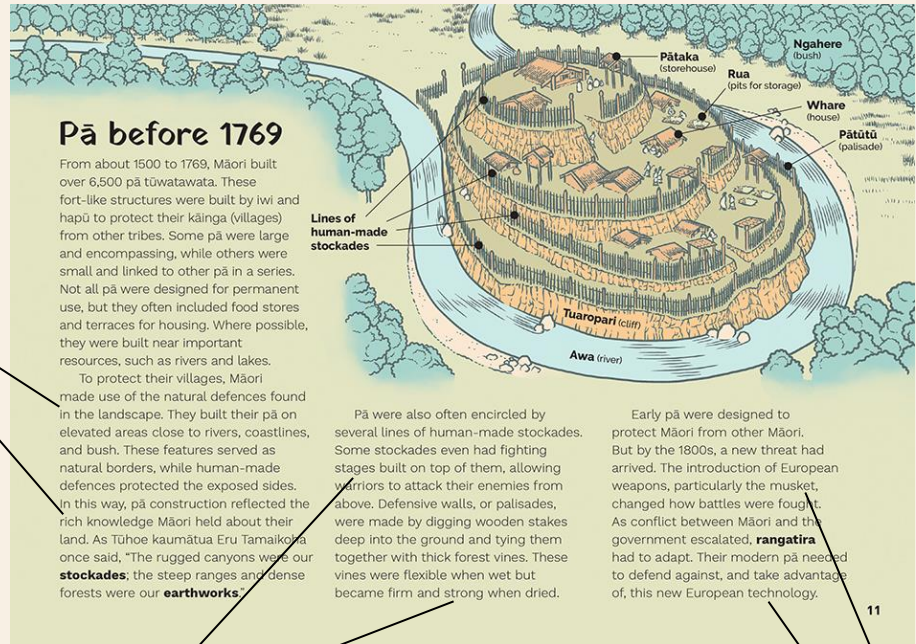 Pā before 1769
From about 1500 to 1769, Māori built
over 6,500 pā tūwatawata. These
fort-like structures were built by iwi and
hapū to protect their kāinga (villages)
from other tribes. Some pā were large
and encompassing, while others were
small and linked to other pā in a series.
Not all pā were designed for permanent
use, but they often included food stores
and terraces for housing. Where possible,
they were built near important
resources, such as rivers and lakes.
To protect their villages, Māori
made use of the natural defences found
in the landscape. They built their pā on
elevated areas close to rivers, coastlines,
and bush. These features served as
natural borders, while human-made
defences protected the exposed sides.
In this way, pā construction reflected the
rich knowledge Māori held about their
land. As Tūhoe kaumātua Eru Tamaikoha
once said, “The rugged canyons were our
stockades; the steep ranges and dense
forests were our earthworks.”
Pā were also often encircled by
several lines of human-made stockades.
Some stockades even had fighting
stages built on top of them, allowing
warriors to attack their enemies from
above. Defensive walls, or palisades,
were made by digging wooden stakes
deep into the ground and tying them
together with thick forest vines. These
vines were flexible when wet but
became firm and strong when dried.
Early pā were designed to
protect Māori from other Māori.
But by the 1800s, a new threat had
arrived. The introduction of European
weapons, particularly the musket,
changed how battles were fought.
As conflict between Māori and the
government escalated, rangatira
had to adapt. Their modern pā needed
to defend against, and take advantage
of, this new European technology.
Pātaka
(storehouse)
Ngahere
(bush)
Rua
(pits for storage)
Whare
(house)
Pātūtū
(palisade)
Lines of
human-made
stockades
Tuaropari (cliff)
Awa (river)
11